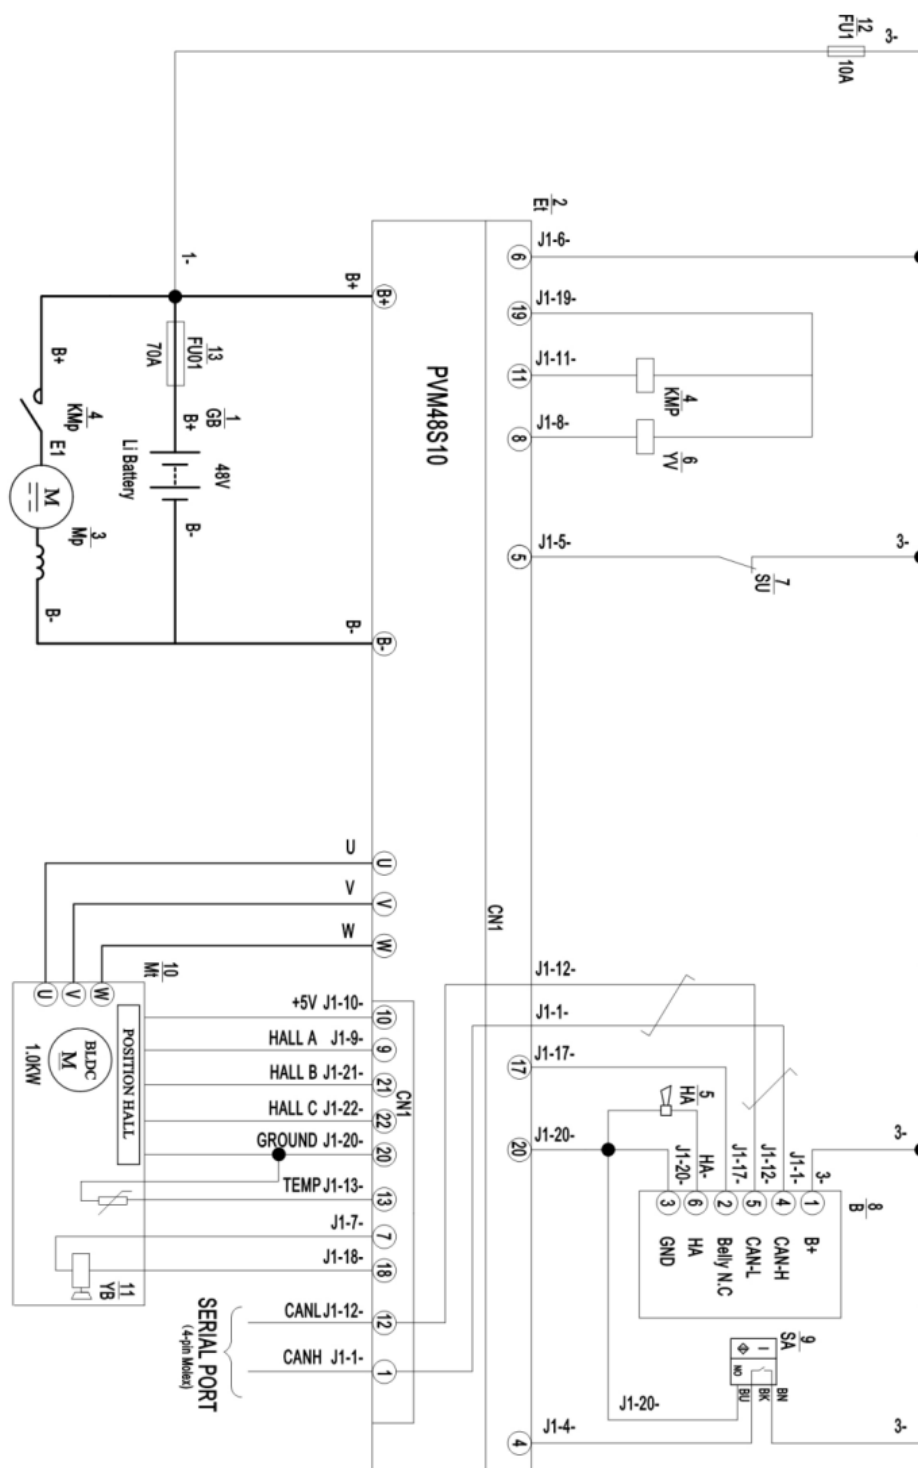 12
FU1
10A
3-
2
Et
J1-6-
6
J1-19-
19
J1-11-
11
4
KMP
J1-8-
8
6
YV
J1-5-
5
7
SU
3-
1-
B+
B+
13
FU01
70A
1
GB
B+
48V
Li Battery
B-
B+
4
KMp
E1
M
3
Mp
B-
B-
B-
PVM48S10
CN1
U
U
V
V
W
W
10
Mt
U
V
W
BLDC
M
1.0KW
POSITION HALL
+5V J1-10-
10
HALL A J1-9-
9
HALL B J1-21-
21
HALL C J1-22-
22
GROUND J1-20-
20
TEMP J1-13-
13
J1-7-
7
J1-18-
18
11
YB
CN1
SERIAL PORT
(4-pin Molex)
CANL J1-12-
12
CANH J1-1-
1
J1-12-
J1-1-
J1-17-
17
5
HA
J1-20-
20
J1-20-
HA-
J1-17-
J1-12-
J1-1-
3-
3-
8
B
3
6
2
5
4
1
GND
HA
Belly N.C
CAN-L
CAN-H
B+
9
SA
NO
BU
BK
BN
J1-20-
J1-4-
4
3-